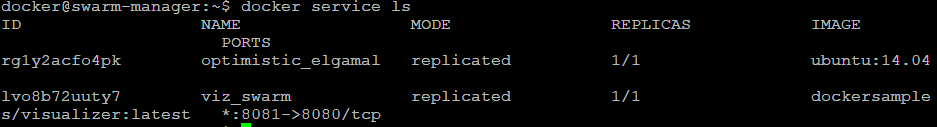 docker@swarm-manager:~$ docker service ls
ID NAME MODE REPLICAS IMAGE
PORTS
rg1y2acfo4pk optimistic_elgamal replicated 1/1 ubuntu:14.04
lvo8b72uuty7 viz_swarm replicated 1/1 dockersample
s/visualizer:latest *:8081->8080/tcp